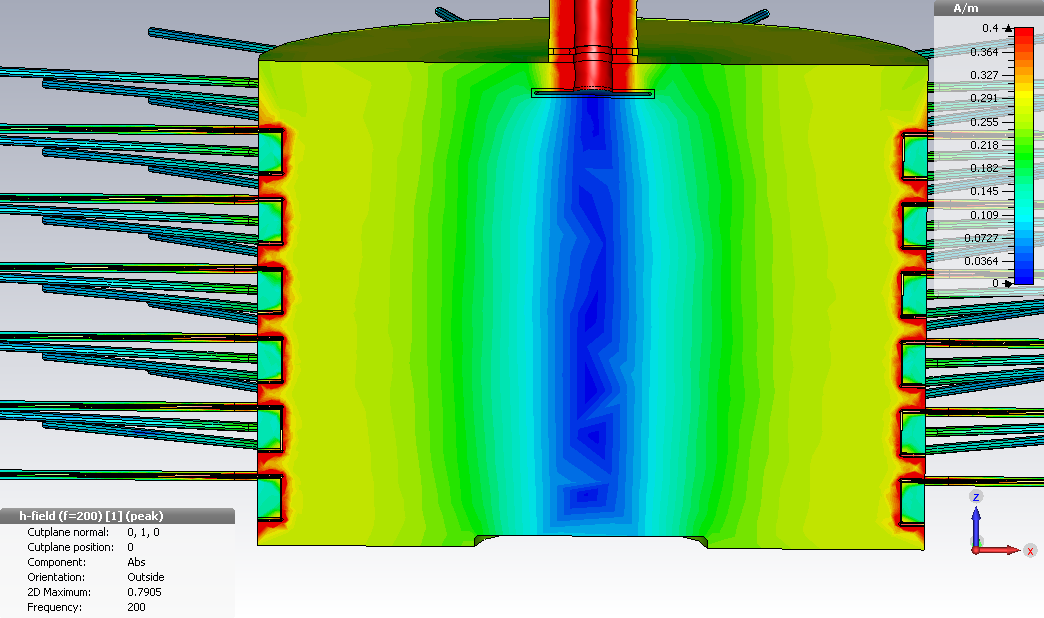 A/m
0.4
0.364
0.327
0.291
0.255
0.218
0.182
0.145
0.109
0.0727
0.0364
0
z
x
h-field (f=200) [1] (peak)
Cutplane normal: 0, 1, 0
Cutplane position: 0
Component: Abs
Orientation: Outside
2D Maximum: 0.7905
Frequency: 200